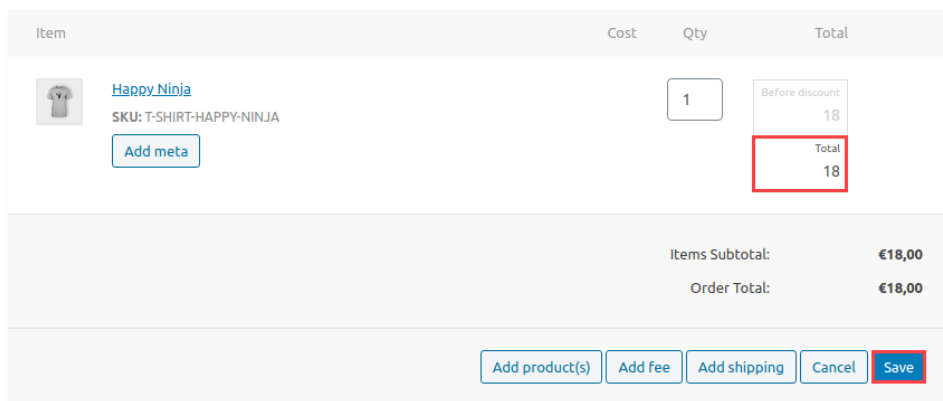 Item Cost Qty Total
Happy Ninja 1 Before discount
SKU: T-SHIRT-HAPPY-NINJA 18
Add meta Total
18
Items Subtotal: €18,00
Order Total: €18,00
Add product(s) Add fee Add shipping Cancel Save